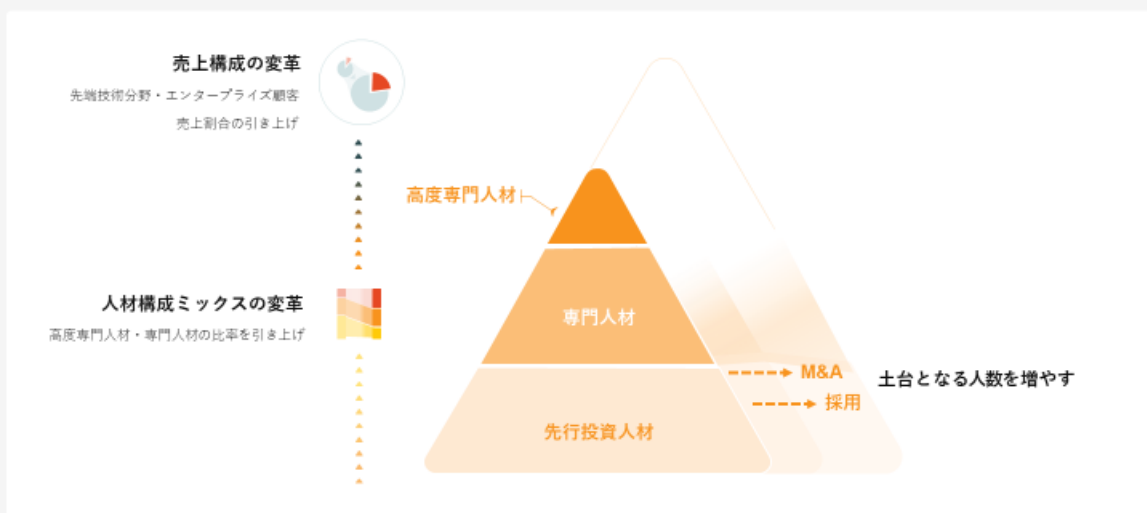 売上構成の変革
先端技術分野・エンタープライズ顧客
売上割合の引き上げ
人材構成ミックスの変革
高度専門人材・専門人材の比率を引き上げ
高度専門人材
専門人材
先行投資人材
M&A
採用
土台となる人数を増やす